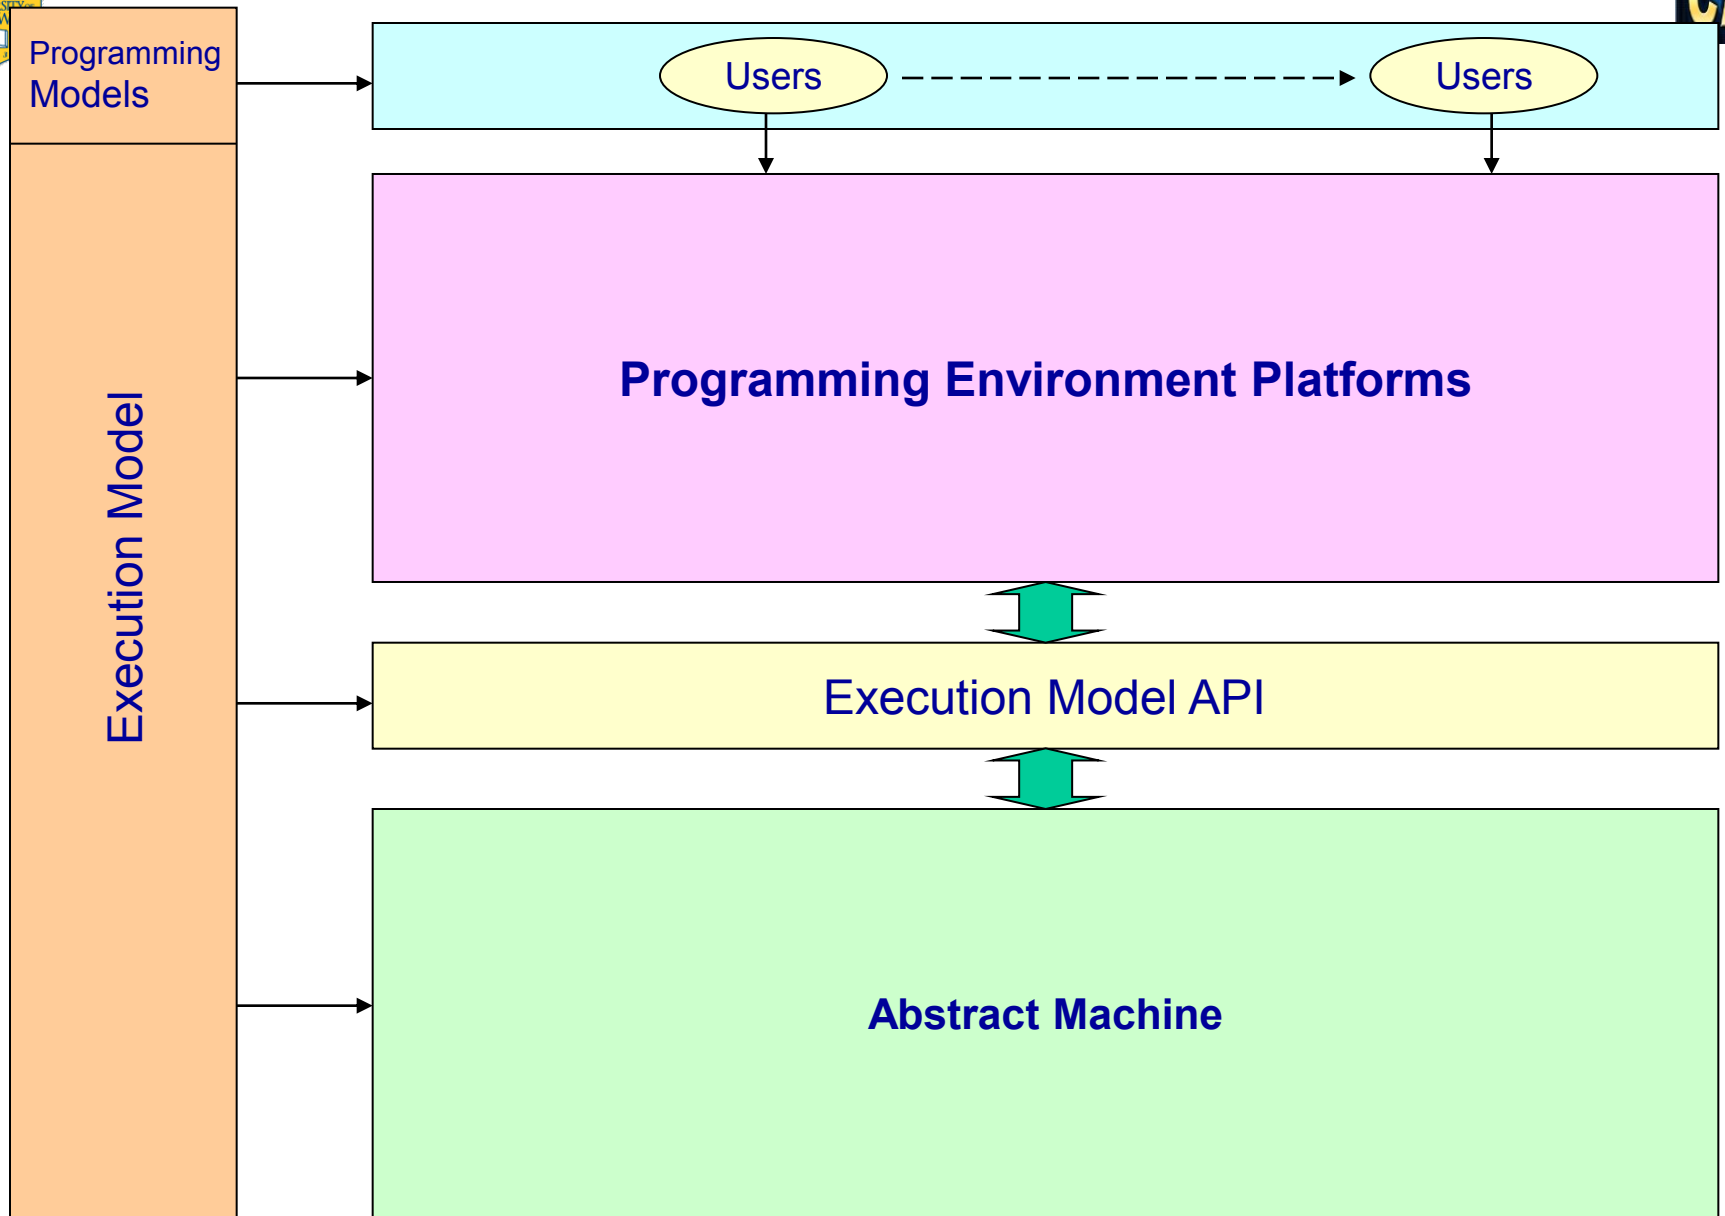 Programming
Models
Users
Users
Programming Environment Platforms
Execution Model
Execution Model API
Abstract Machine